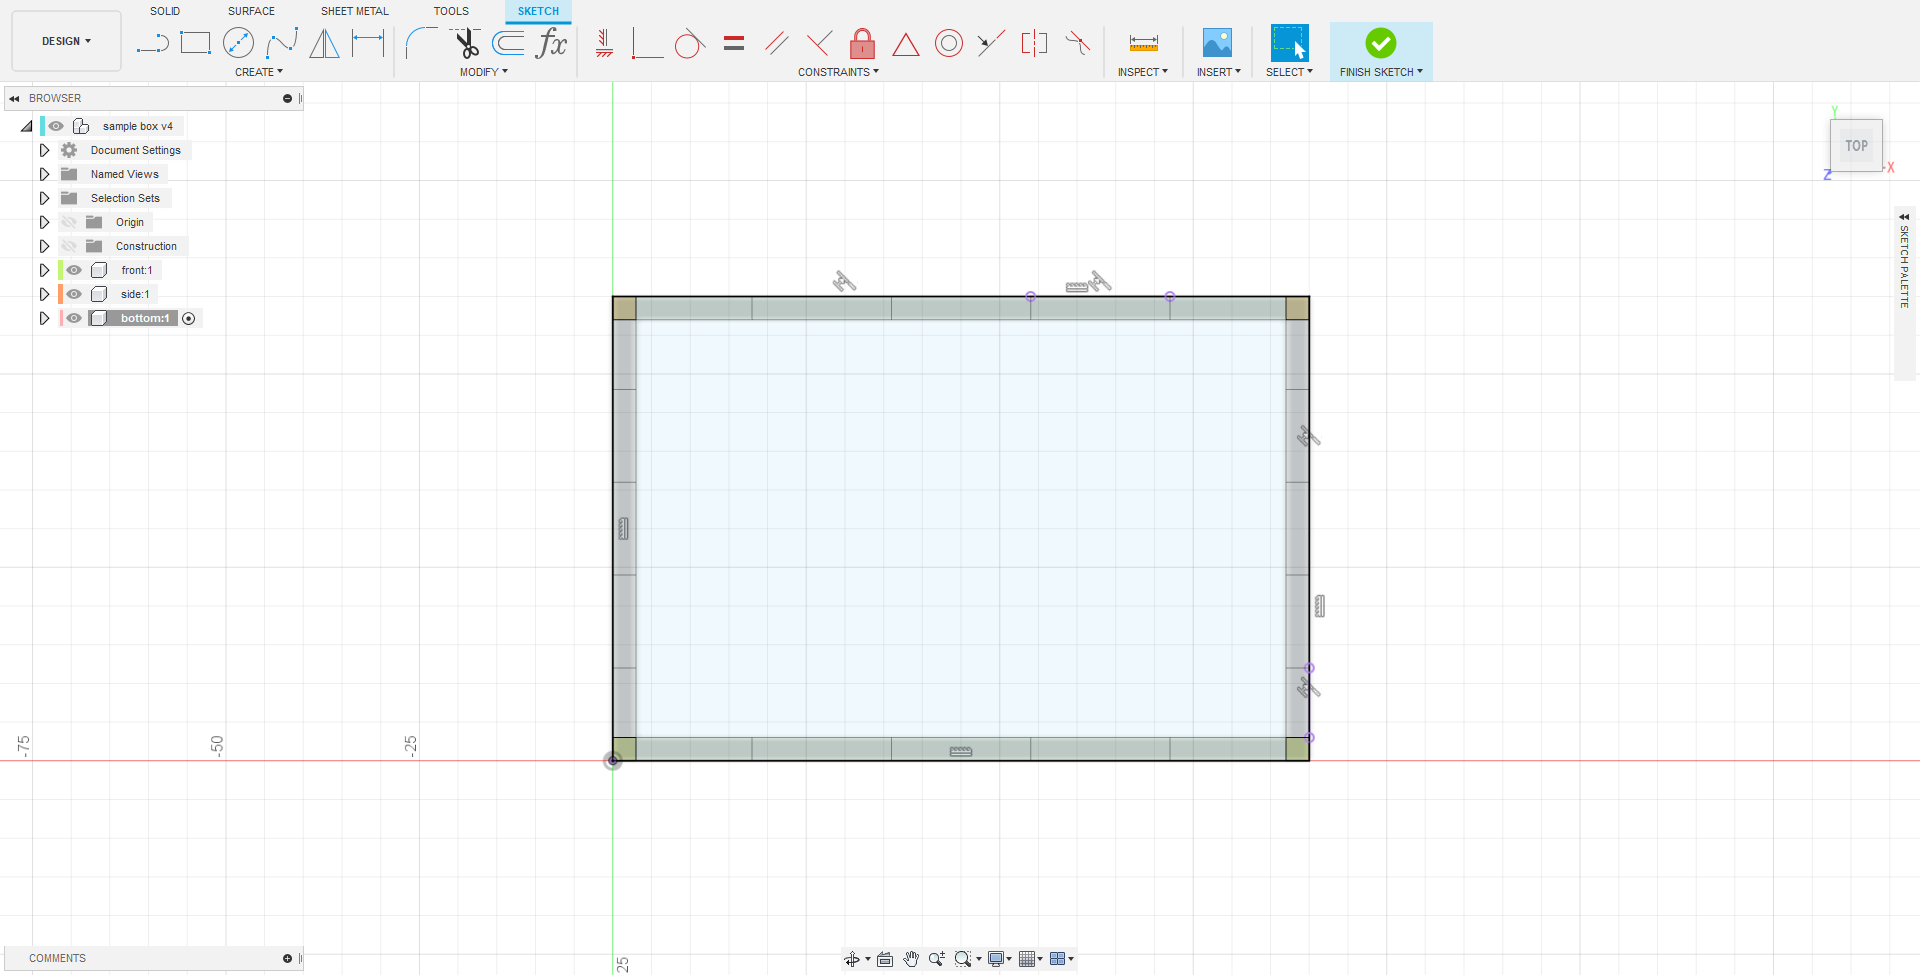 SOLID SURFACE SHEET METAL TOOLS SKETCH
DESIGN
fx
CREATE MODIFY CONSTRAINTS INSPECT INSERT SELECT FINISH SKETCH
BROWSER
sample box v4
Document Settings
Named Views
Selection Sets
Origin
Construction
front:1
side:1
bottom:1
Y
TOP
X
Z
SKETCH PALETTE
-75
-50
-25
25
COMMENTS